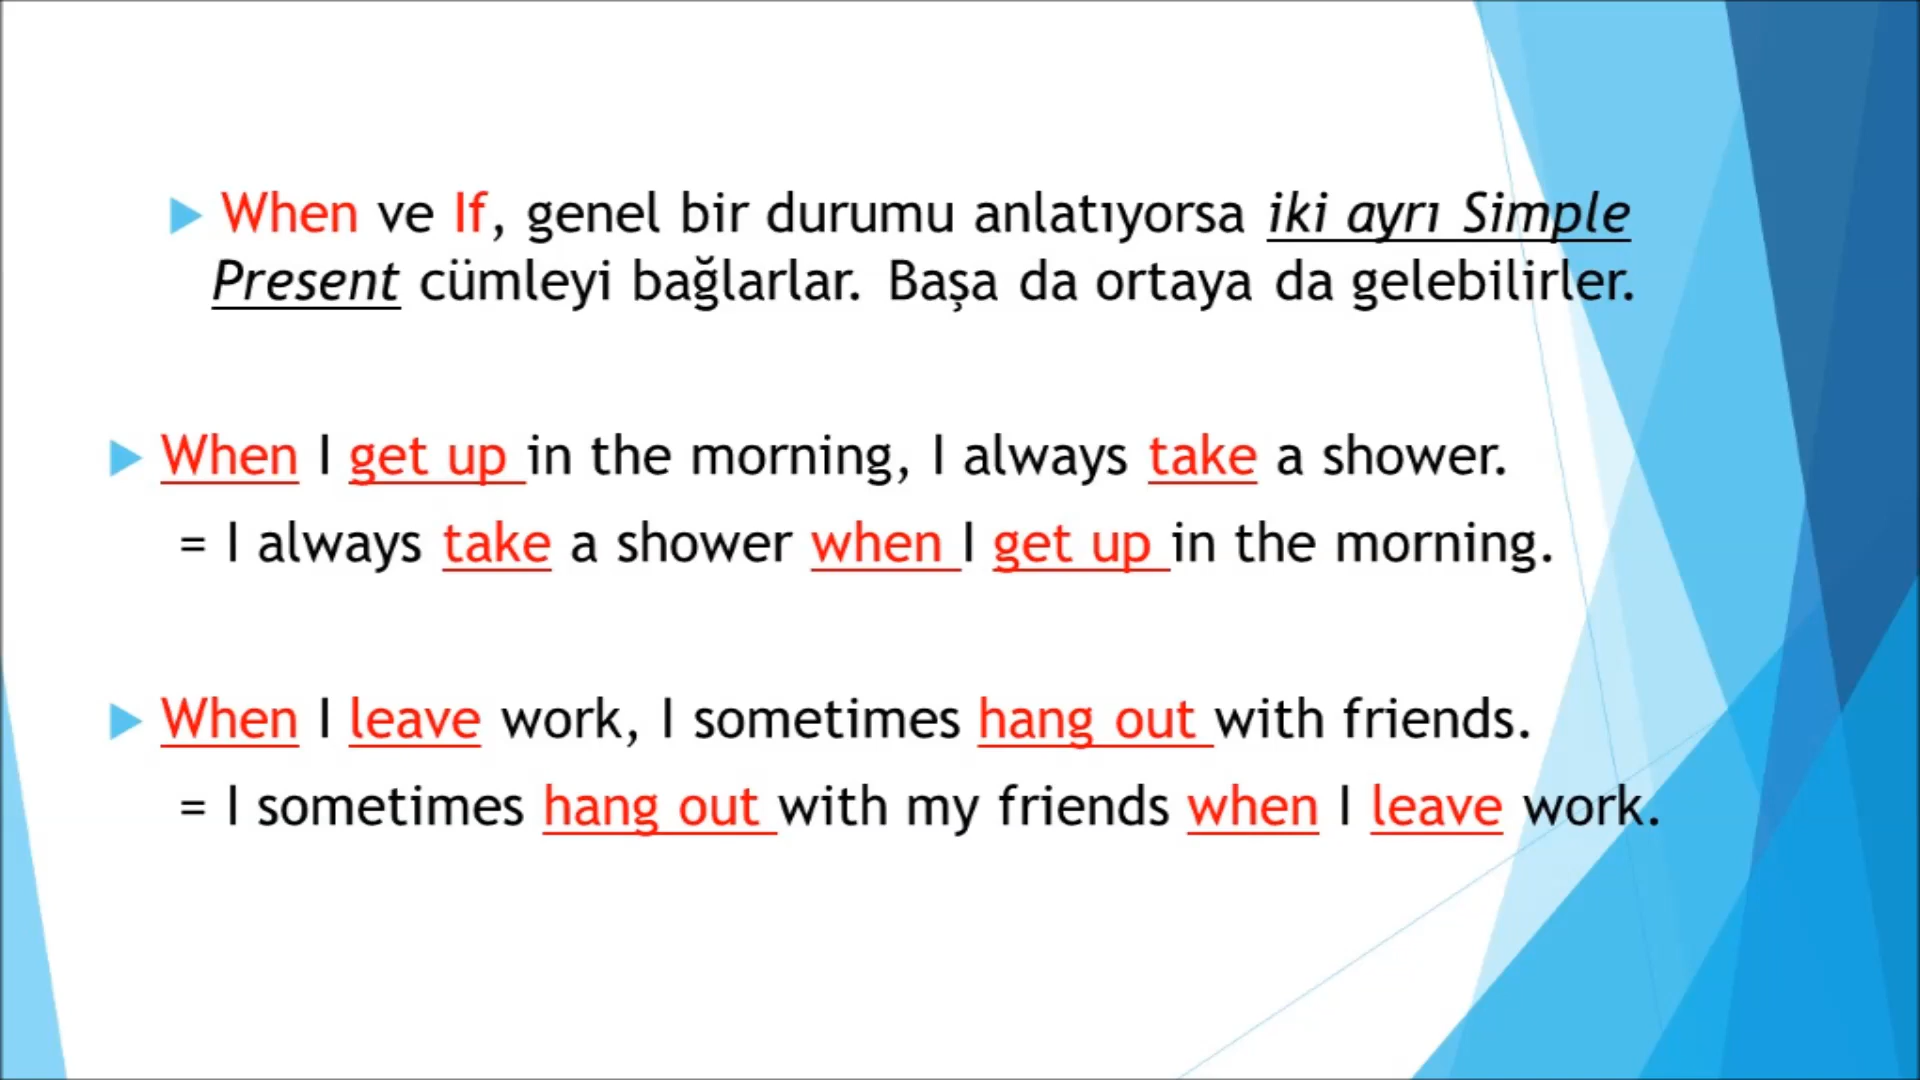 When ve If, genel bir durumu anlatıyorsa iki ayrı Simple
Present cümleyi bağlarlar. Başa da ortaya da gelebilirler.
When I get up in the morning, I always take a shower.
= I always take a shower when I get up in the morning.
When I leave work, I sometimes hang out with friends.
= I sometimes hang out with my friends when I leave work.